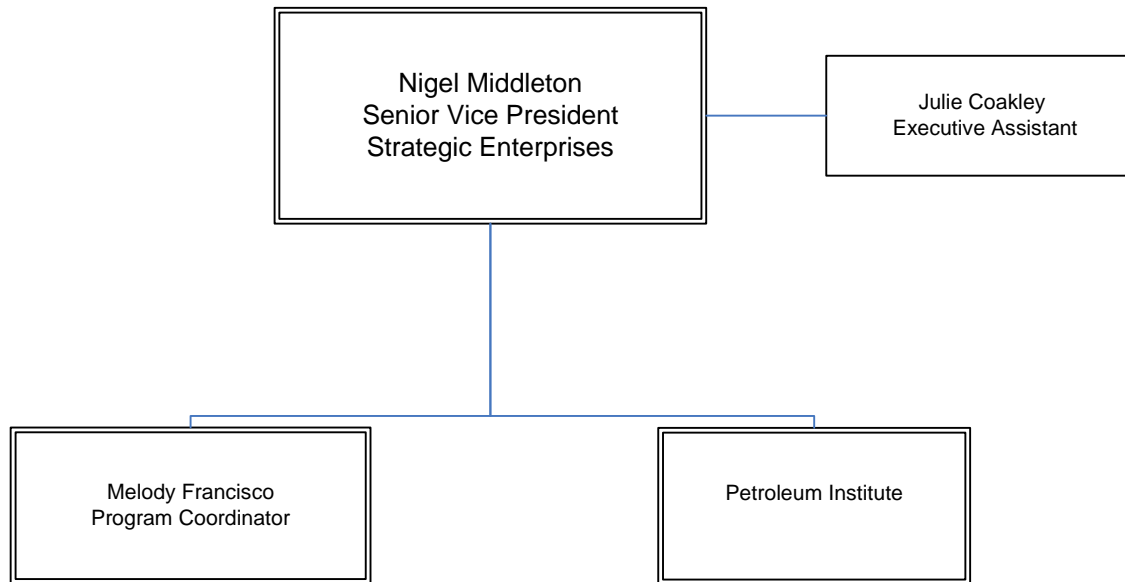 Nigel Middleton
Senior Vice President
Strategic Enterprises
Julie Coakley
Executive Assistant
Melody Francisco
Program Coordinator
Petroleum Institute